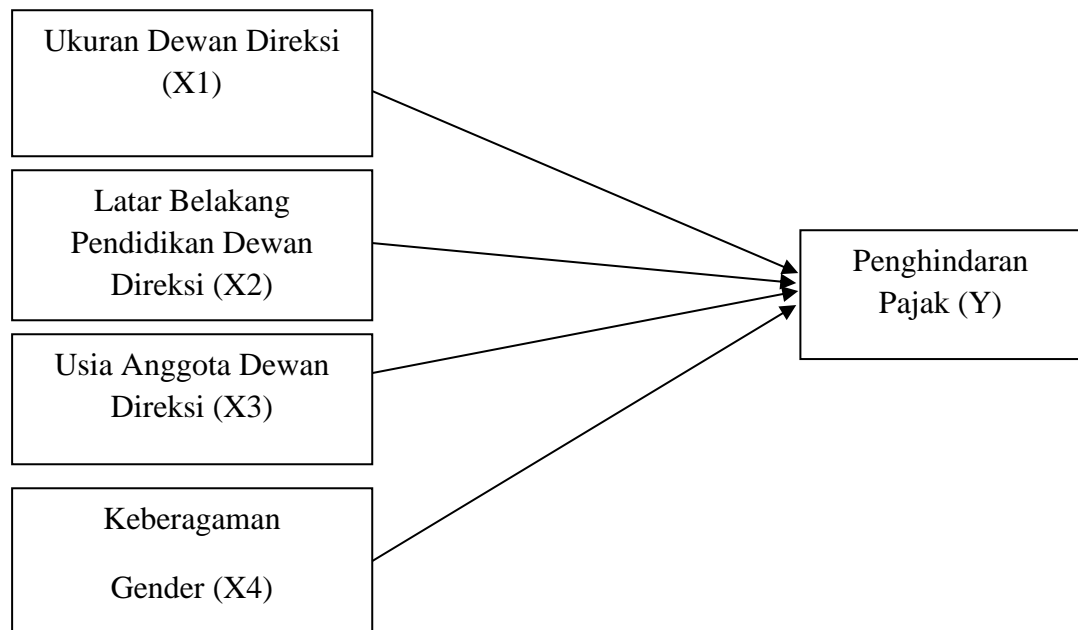 Ukuran Dewan Direksi
(X1)
Latar Belakang
Pendidikan Dewan
Direksi (X2)
Usia Anggota Dewan
Direksi (X3)
Keberagaman
Gender (X4)
Penghindaran
Pajak (Y)